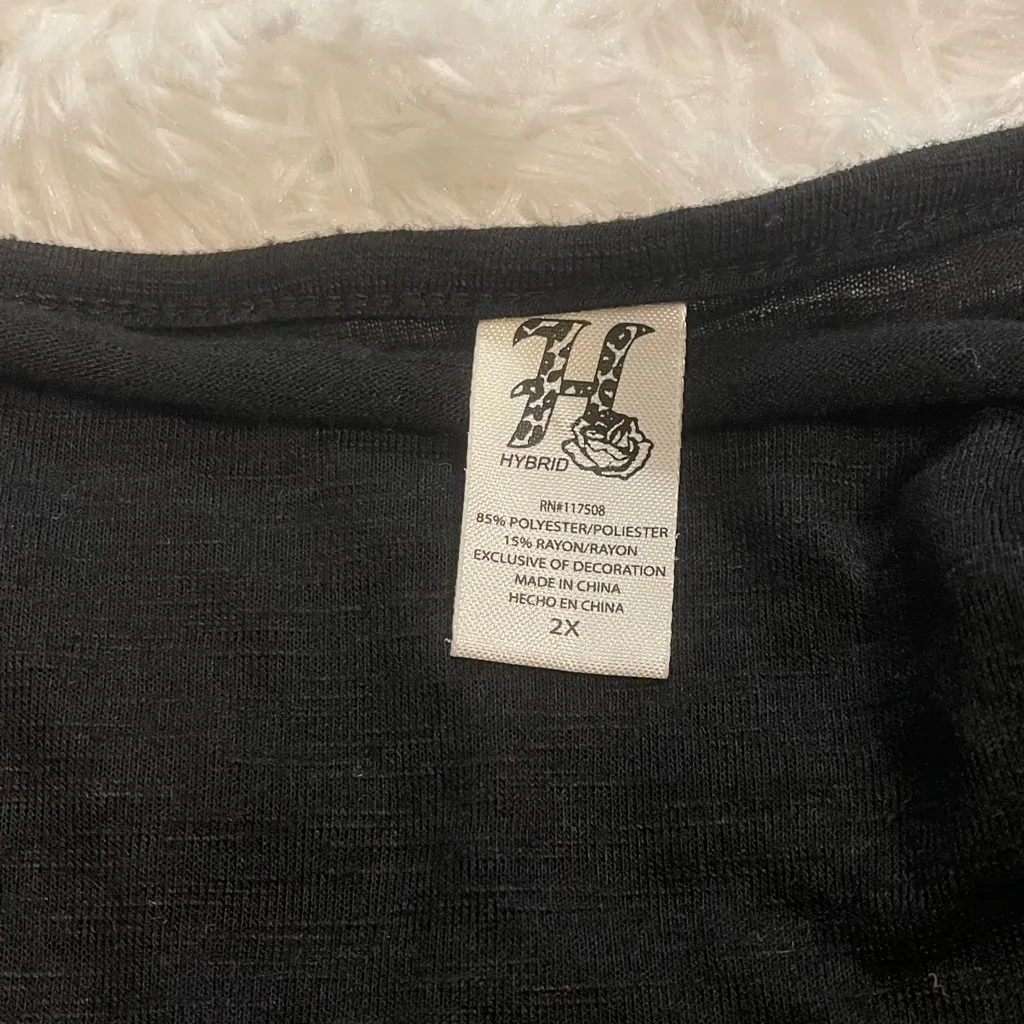 H
HYBRID
RN#117508
85% POLYESTER/POLIESTER
15% RAYON/RAYON
EXCLUSIVE OF DECORATION
MADE IN CHINA
HECHO EN CHINA
2X